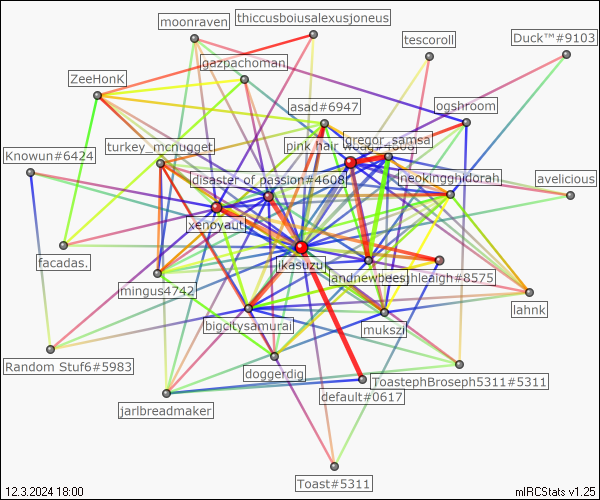 moonraven
thiccusboiusalexusjoneus
tescoroll
Duck™#9103
gazpachoman
ZeeHonK
asad#6947
ogshroom
gregor_samsa
turkey_mcnugget
pink hair
Knowun#6424
disaster of passion#4608
neokingghidorah
avelicious
xenoyaut
facadas.
ikasuzu
andnewbees
hleaigh#8575
mingus4742
lahnk
bigcitysamurai
mukszi
Random Stuf6#5983
doggerdig
ToastephBroseph5311#5311
default#0617
jarlbreadmaker
Toast#5311
12.3.2024 18:00
mIRCStats v1.25